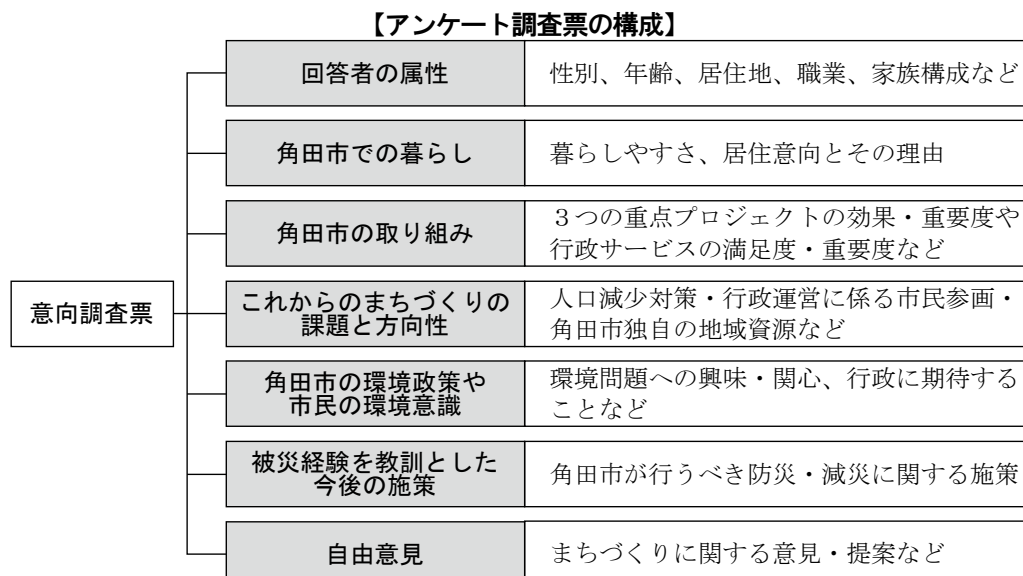 【アンケート調査票の構成】
回答者の属性
性別、年齢、居住地、職業、家族構成など
角田市での暮らし
暮らしやすさ、居住意向とその理由
角田市の取り組み
３つの重点プロジェクトの効果・重要度や
行政サービスの満足度・重要度など
意向調査票
これからのまちづくりの
課題と方向性
人口減少対策・行政運営に係る市民参画・
角田市独自の地域資源など
角田市の環境政策や
市民の環境意識
環境問題への興味・関心、行政に期待する
ことなど
被災経験を教訓とした
今後の施策
角田市が行うべき防災・減災に関する施策
自由意見
まちづくりに関する意見・提案など